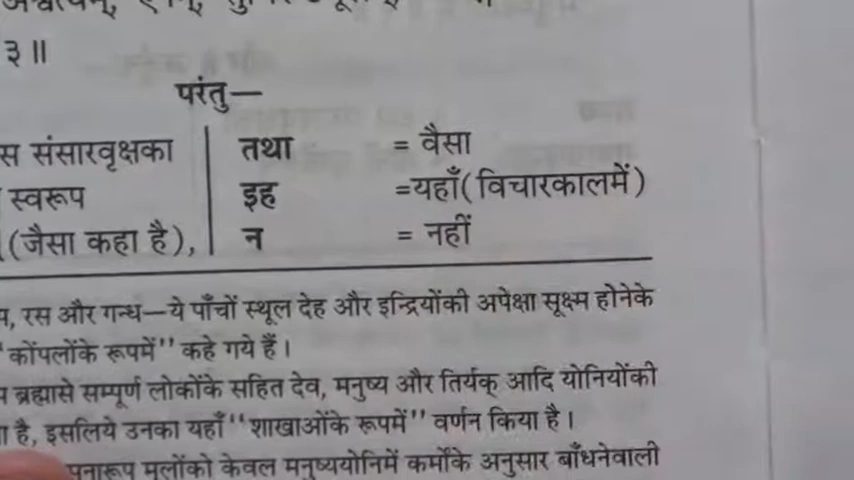 ३॥
परंतु—
स संसारवृक्षका तथा = वैसा
स्वरूप इह =यहाँ(विचारकालमें)
(जैसा कहा है), न = नहीं
रस और गन्ध—ये पाँचों स्थूल देह और इन्द्रियोंकी अपेक्षा सूक्ष्म होनेके
“कोंपलोंके रूपमें” कहे गये हैं।
ब्रह्मासे सम्पूर्ण लोकोंके सहित देव, मनुष्य और तिर्यक् आदि योनियोंकी
है, इसलिये उनका यहाँ “शाखाओंके रूपमें” वर्णन किया है।
मूलोंको केवल मनुष्ययोनिमें कर्मोंके अनुसार बाँधनेवाली